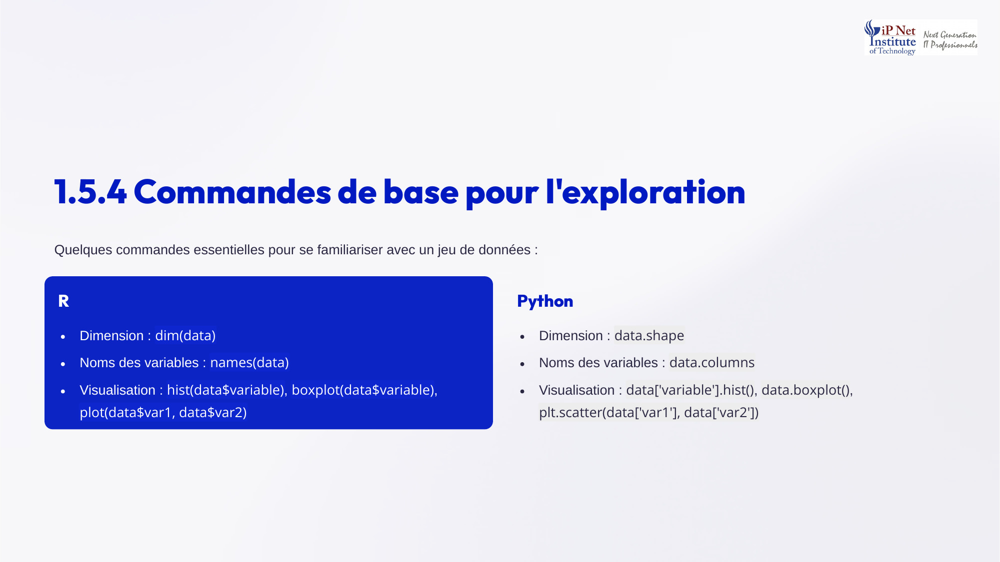 iP Net
Institute
of Technology
Next Generation
IT Professionnels
1.5.4 Commandes de base pour l'exploration
Quelques commandes essentielles pour se familiariser avec un jeu de données :
R
• Dimension : dim(data)
• Noms des variables : names(data)
• Visualisation : hist(data$variable), boxplot(data$variable),
plot(data$var1, data$var2)
Python
• Dimension : data.shape
• Noms des variables : data.columns
• Visualisation : data['variable'].hist(), data.boxplot(),
plt.scatter(data['var1'], data['var2'])